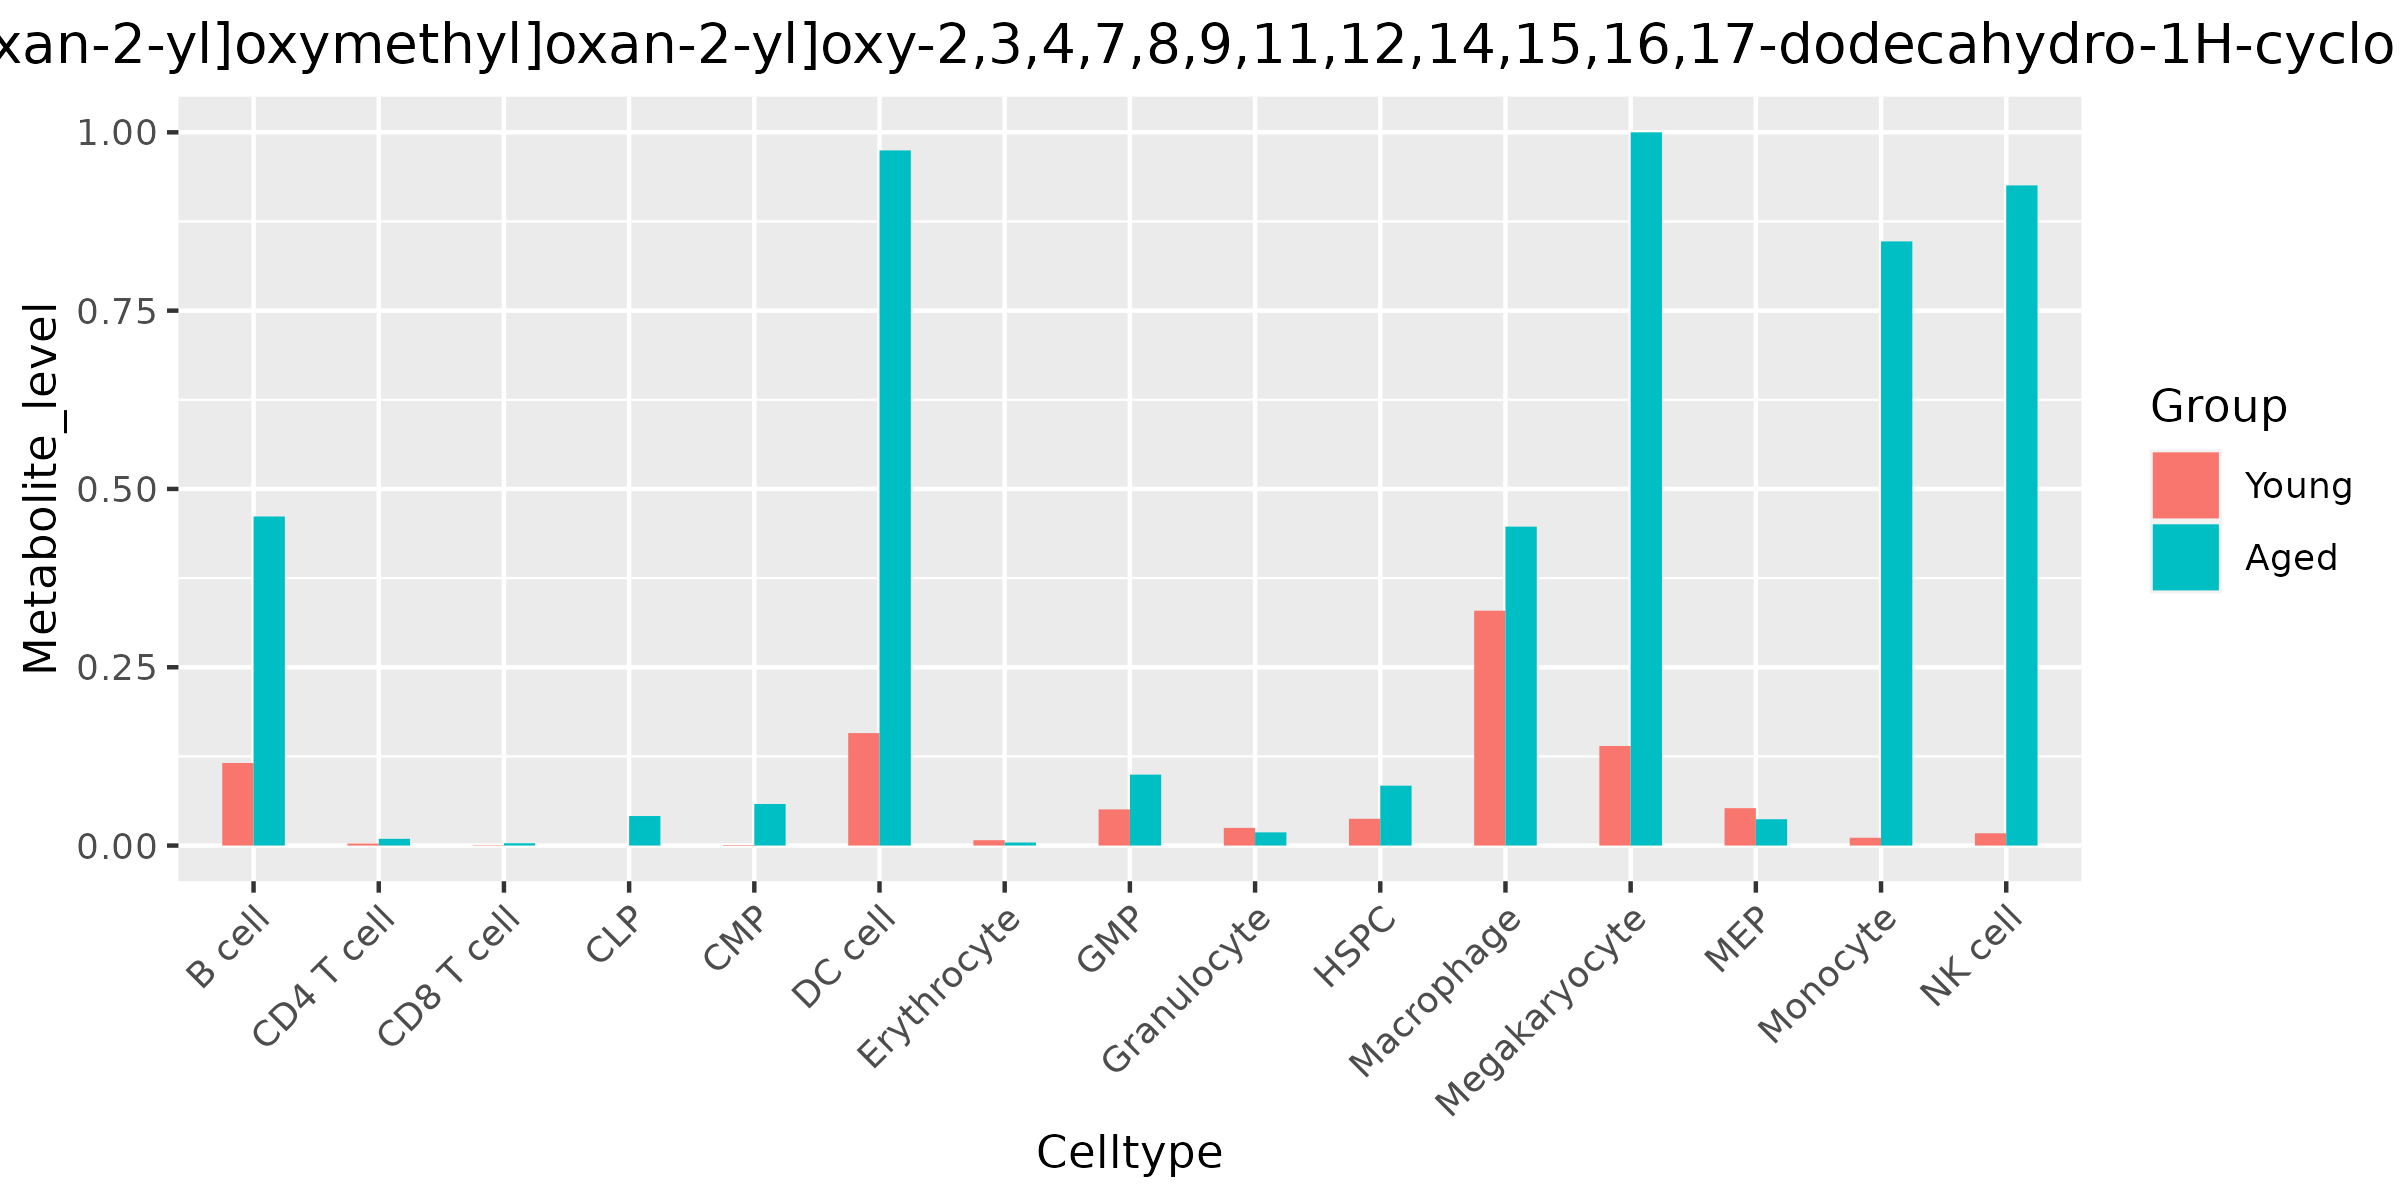 xan-2-yl]oxymethyl]oxan-2-yl]oxy-2,3,4,7,8,9,11,12,14,15,16,17-dodecahydro-1H-cyclo
Metabolite_level
1.00
0.75
0.50
0.25
0.00
B cell
CD4 T cell
CD8 T cell
CLP
CMP
DC cell
Erythrocyte
GMP
Granulocyte
HSPC
Macrophage
Megakaryocyte
MEP
Monocyte
NK cell
Celltype
Group
Young
Aged